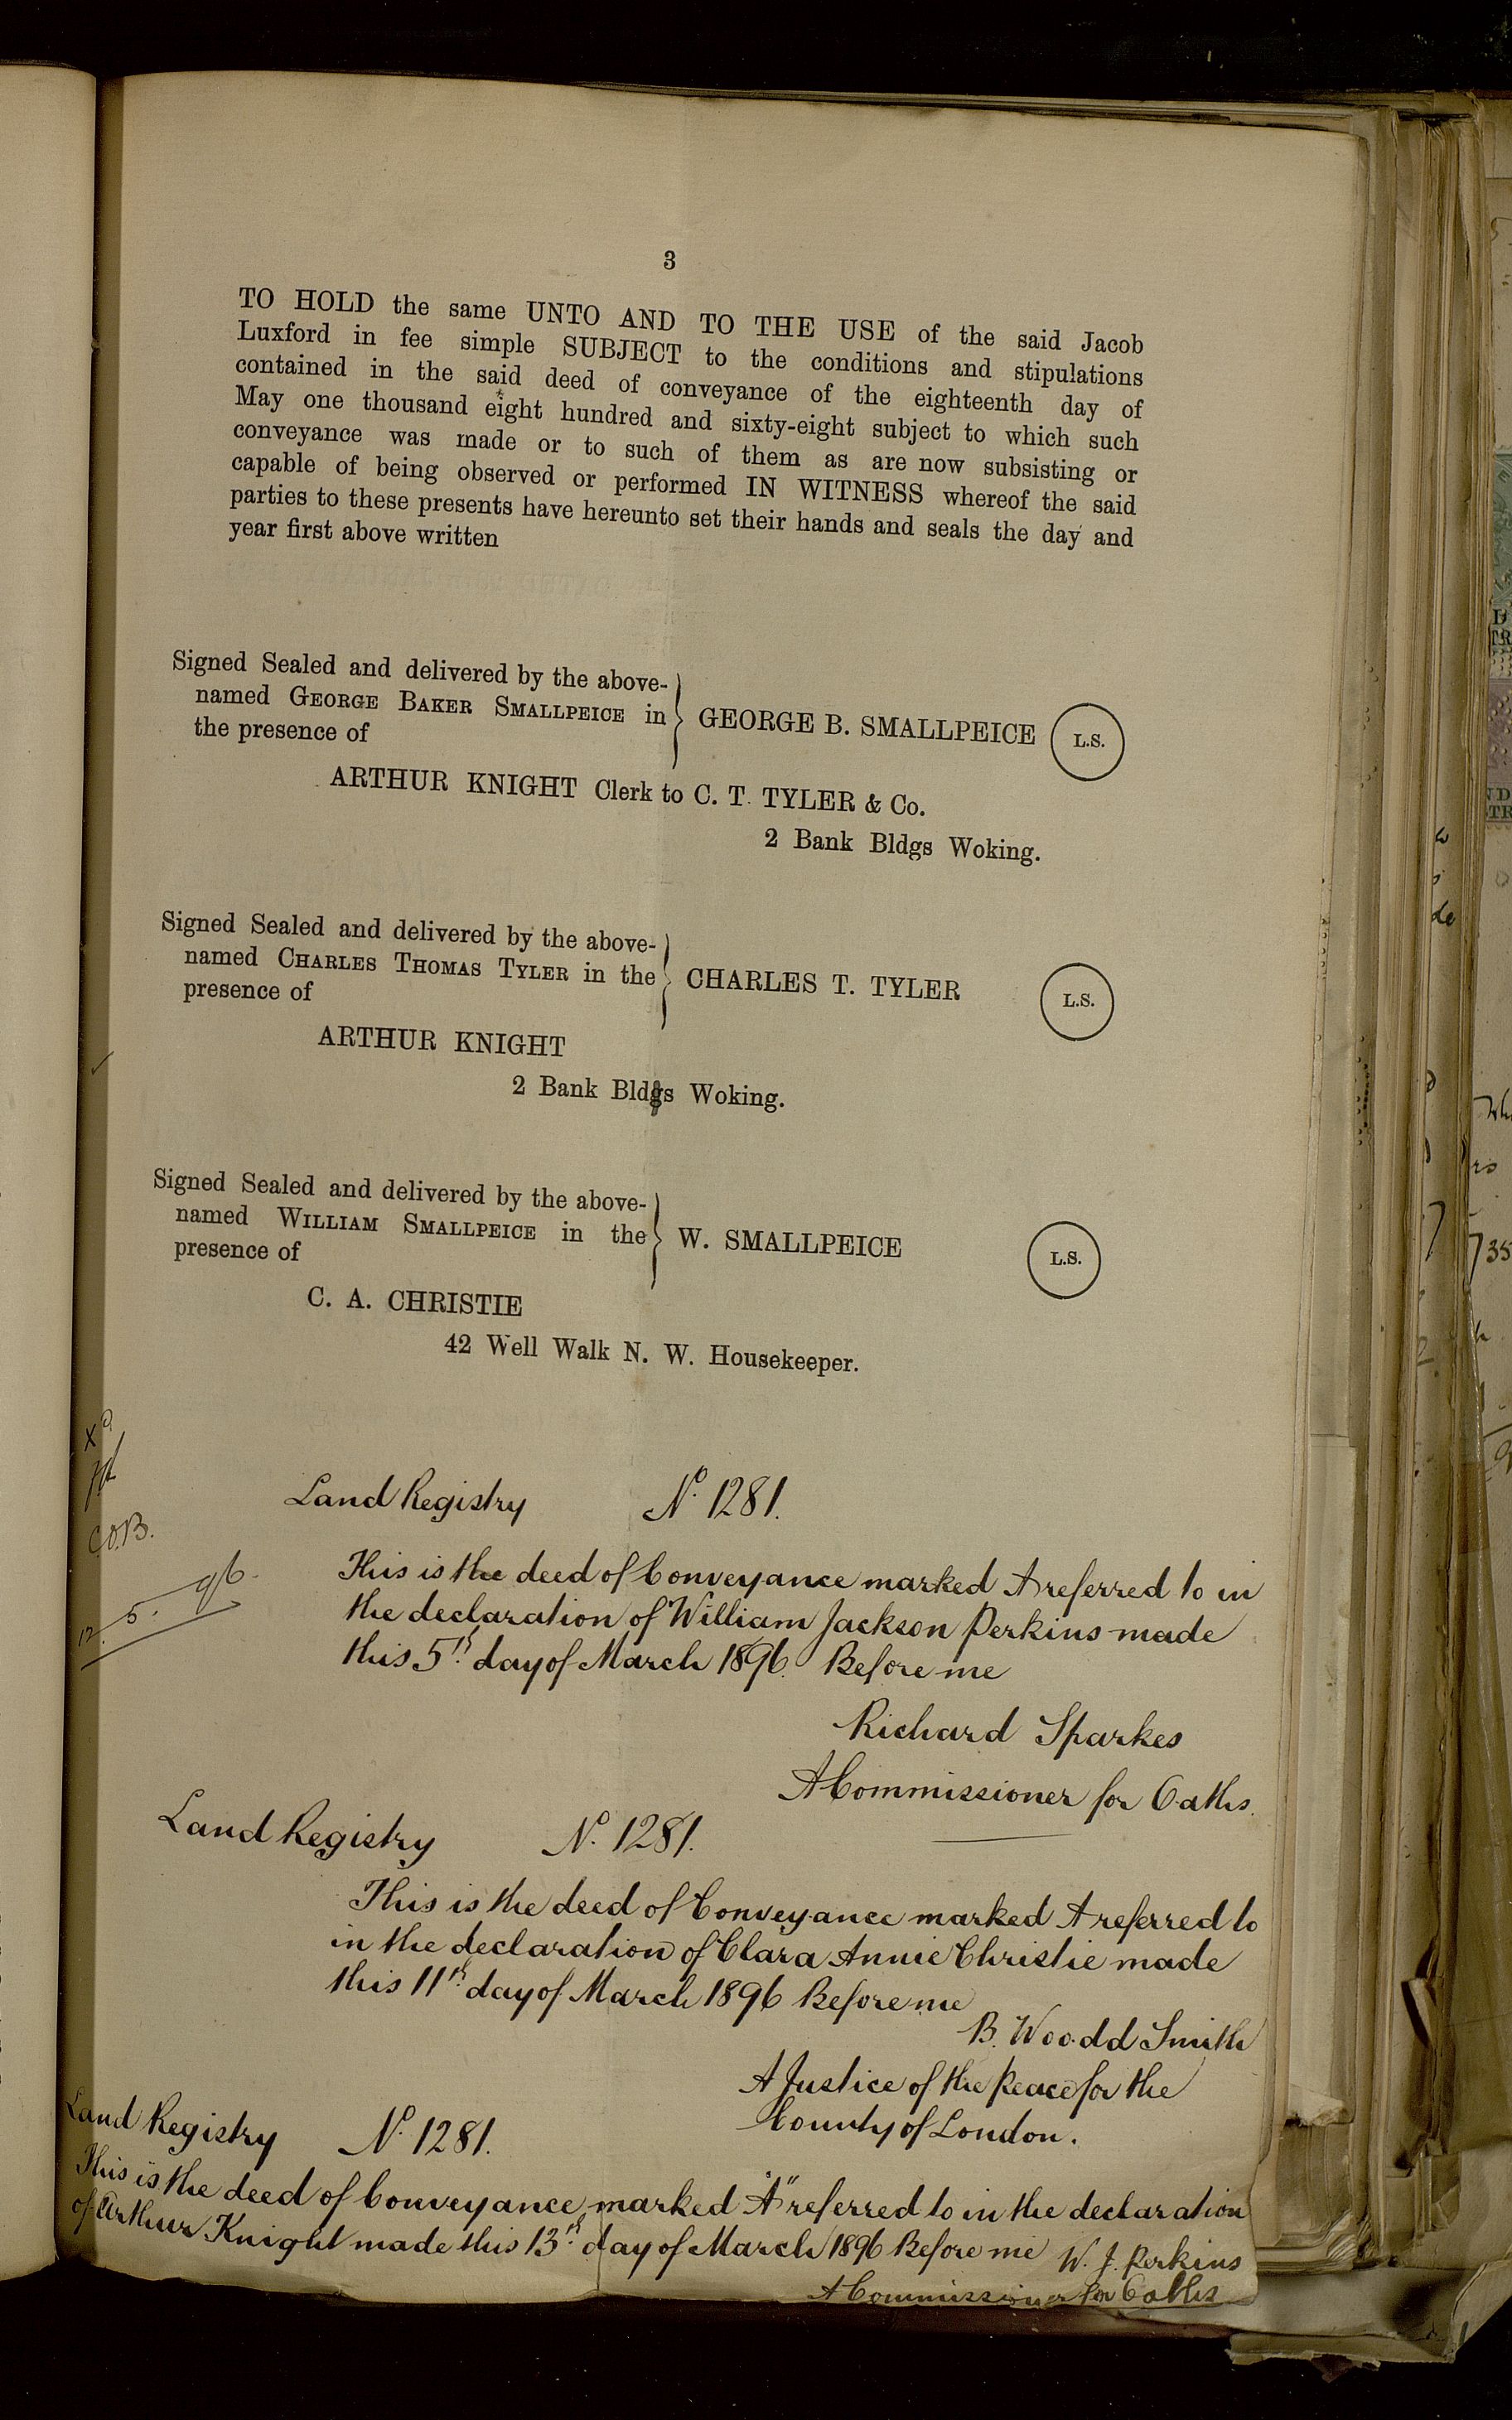 3
TO HOLD the same UNTO AND TO THE USE of the said Jacob
Luxford in fee simple SUBJECT to the conditions and stipulations
contained in the said deed of conveyance of the eighteenth day of
May one thousand eight hundred and sixty-eight subject to which such
conveyance was made or to such of them as are now subsisting or
capable of being observed or performed IN WITNESS whereof the said
parties to these presents have hereunto set their hands and seals the day and
year first above written
Signed Sealed and delivered by the above-
named GEORGE BAKER SMALLPEICE in
the presence of
GEORGE B. SMALLPEICE
L.S.
ARTHUR KNIGHT Clerk to C. T. TYLER & Co.
2 Bank Bldgs Woking.
Signed Sealed and delivered by the above-
named CHARLES THOMAS TYLER in the
presence of
CHARLES T. TYLER
L.S.
ARTHUR KNIGHT
2 Bank Bldgs Woking.
Signed Sealed and delivered by the above-
named WILLIAM SMALLPEICE in the
presence of
W. SMALLPEICE
L.S.
C. A. CHRISTIE
42 Well Walk N. W. Housekeeper.
C.O.B.
12. 5. 96.
Land Registry No. 1281.
This is the deed of Conveyance marked A referred to in
the declaration of William Jackson Perkins made
this 5th day of March 1896. Before me
Richard Sparkes
A Commissioner for Oaths.
Land Registry No. 1281.
This is the deed of Conveyance marked A referred to
in the declaration of Clara Annie Christie made
this 11th day of March 1896 Before me
B. Woodd Smith
A Justice of the Peace for the
County of London.
Land Registry No. 1281.
This is the deed of Conveyance marked "A" referred to in the declaration
of Arthur Knight made this 13th day of March 1896 Before me W. J. Perkins
A Commissioner for Oaths